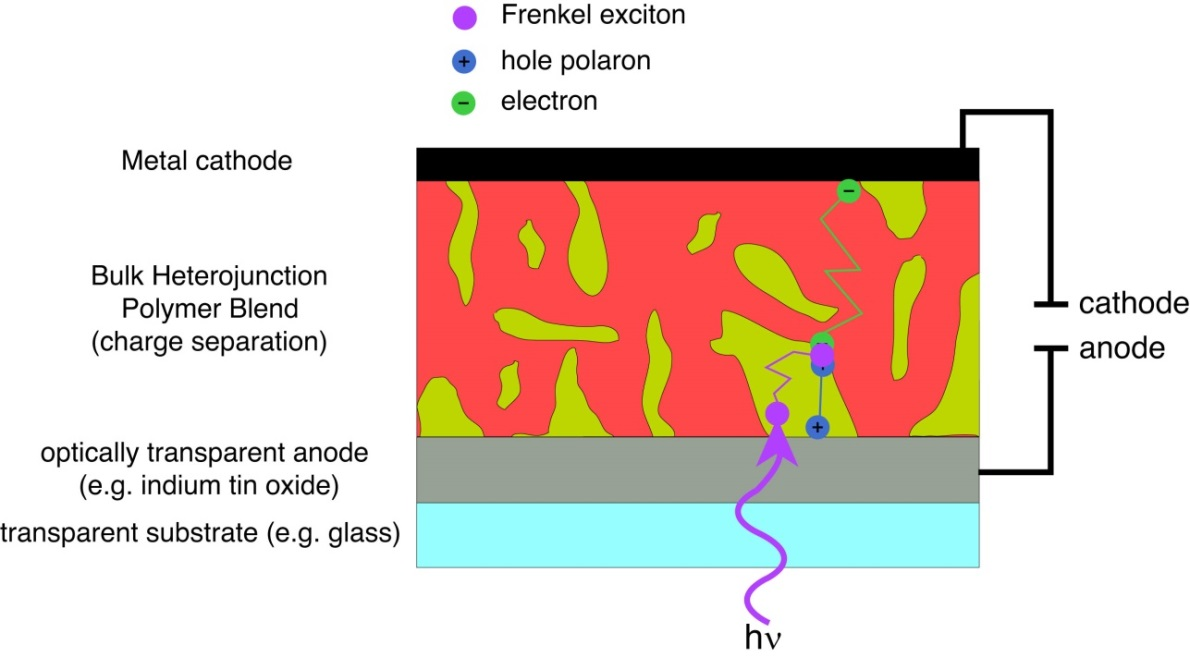 Frenkel exciton
+ hole polaron
− electron
Metal cathode
−
Bulk Heterojunction
Polymer Blend
(charge separation)
cathode
anode
+
optically transparent anode
(e.g. indium tin oxide)
transparent substrate (e.g. glass)
hν